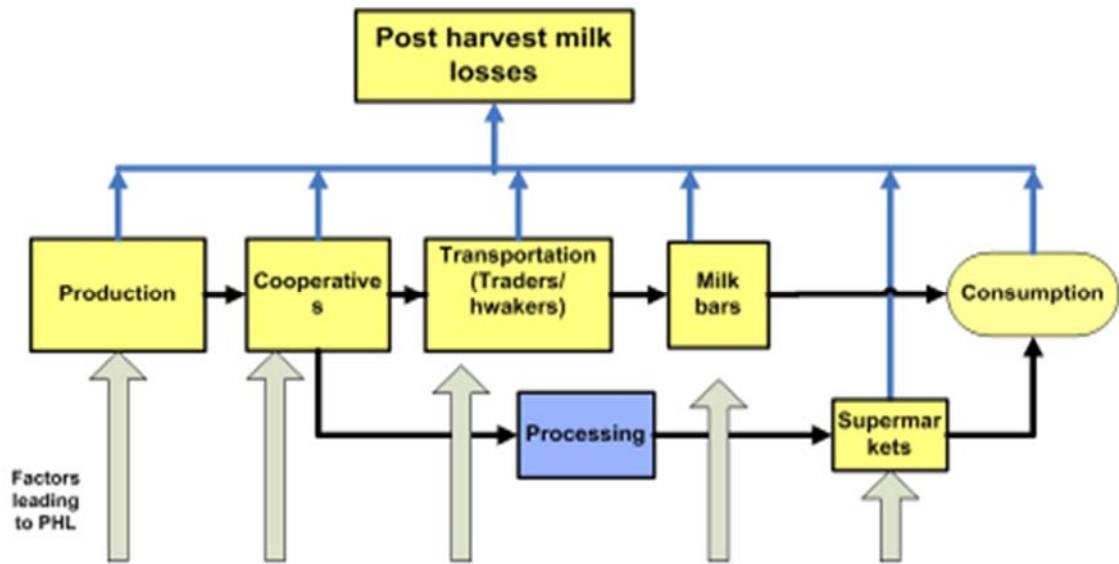 Post harvest milk
losses
Production
Cooperative
s
Transportation
(Traders/
hwakers)
Milk
bars
Consumption
Processing
Supermar
kets
Factors
leading
to PHL